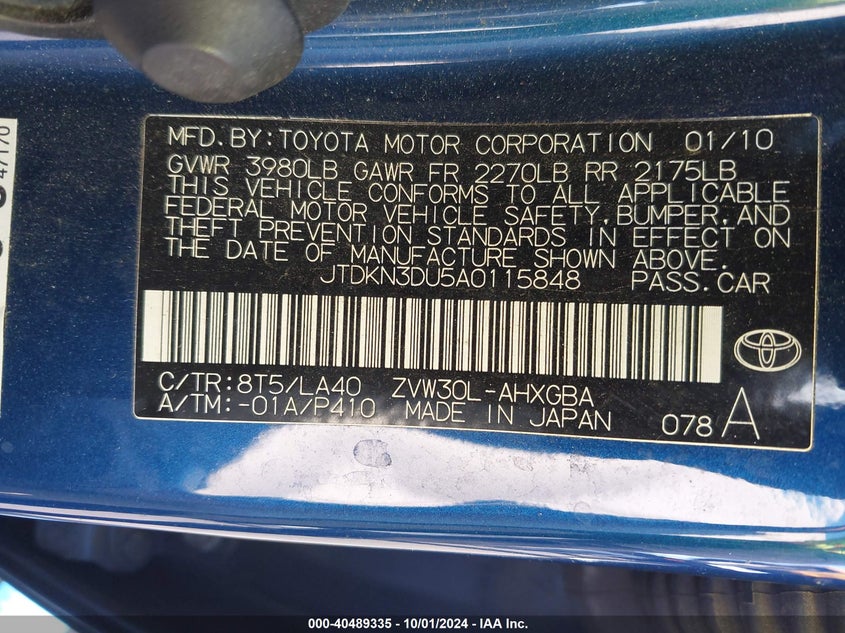 MFD.BY:TOYOTA MOTOR CORPORATION 01/10
GVWR 3980LB GAWR FR 2270LB RR 2175LB
THIS VEHICLE CONFORMS TO ALL APPLICABLE
FEDERAL MOTOR VEHICLE SAFETY, BUMPER, AND
THEFT PREVENTION STANDARDS IN EFFECT ON
THE DATE OF MANUFACTURE SHOWN ABOVE.
JTDKN3DU5A0115848 PASS.CAR
C/TR:8T5/LA40 ZVW30L-AHXGBA
A/TM:-01A/P410 MADE IN JAPAN 078 A
000-40489335 - 10/01/2024 - IAA Inc.